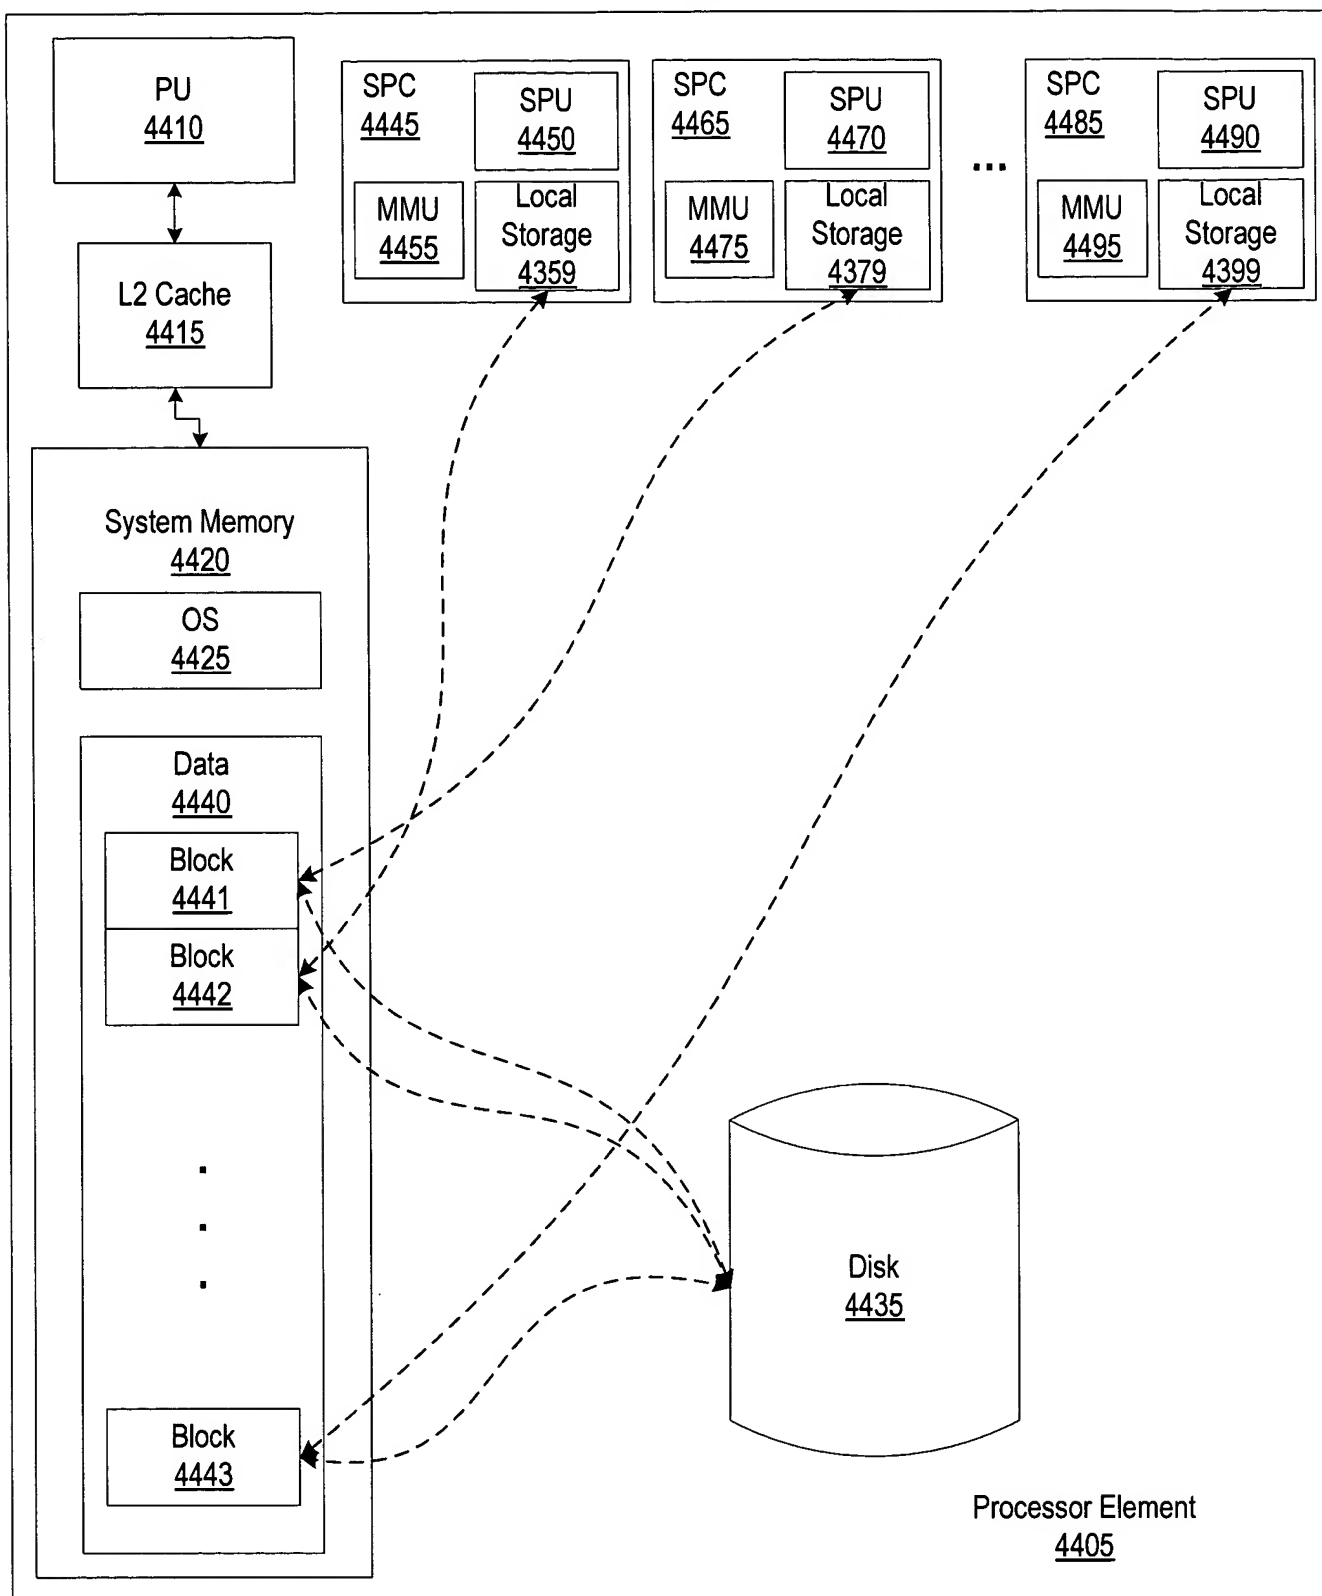 PU
4410
L2 Cache
4415
SPC
4445
SPU
4450
MMU
4455
Local
Storage
4359
SPC
4465
SPU
4470
MMU
4475
Local
Storage
4379
...
SPC
4485
SPU
4490
MMU
4495
Local
Storage
4399
System Memory
4420
OS
4425
Data
4440
Block
4441
Block
4442
Block
4443
Disk
4435
Processor Element
4405